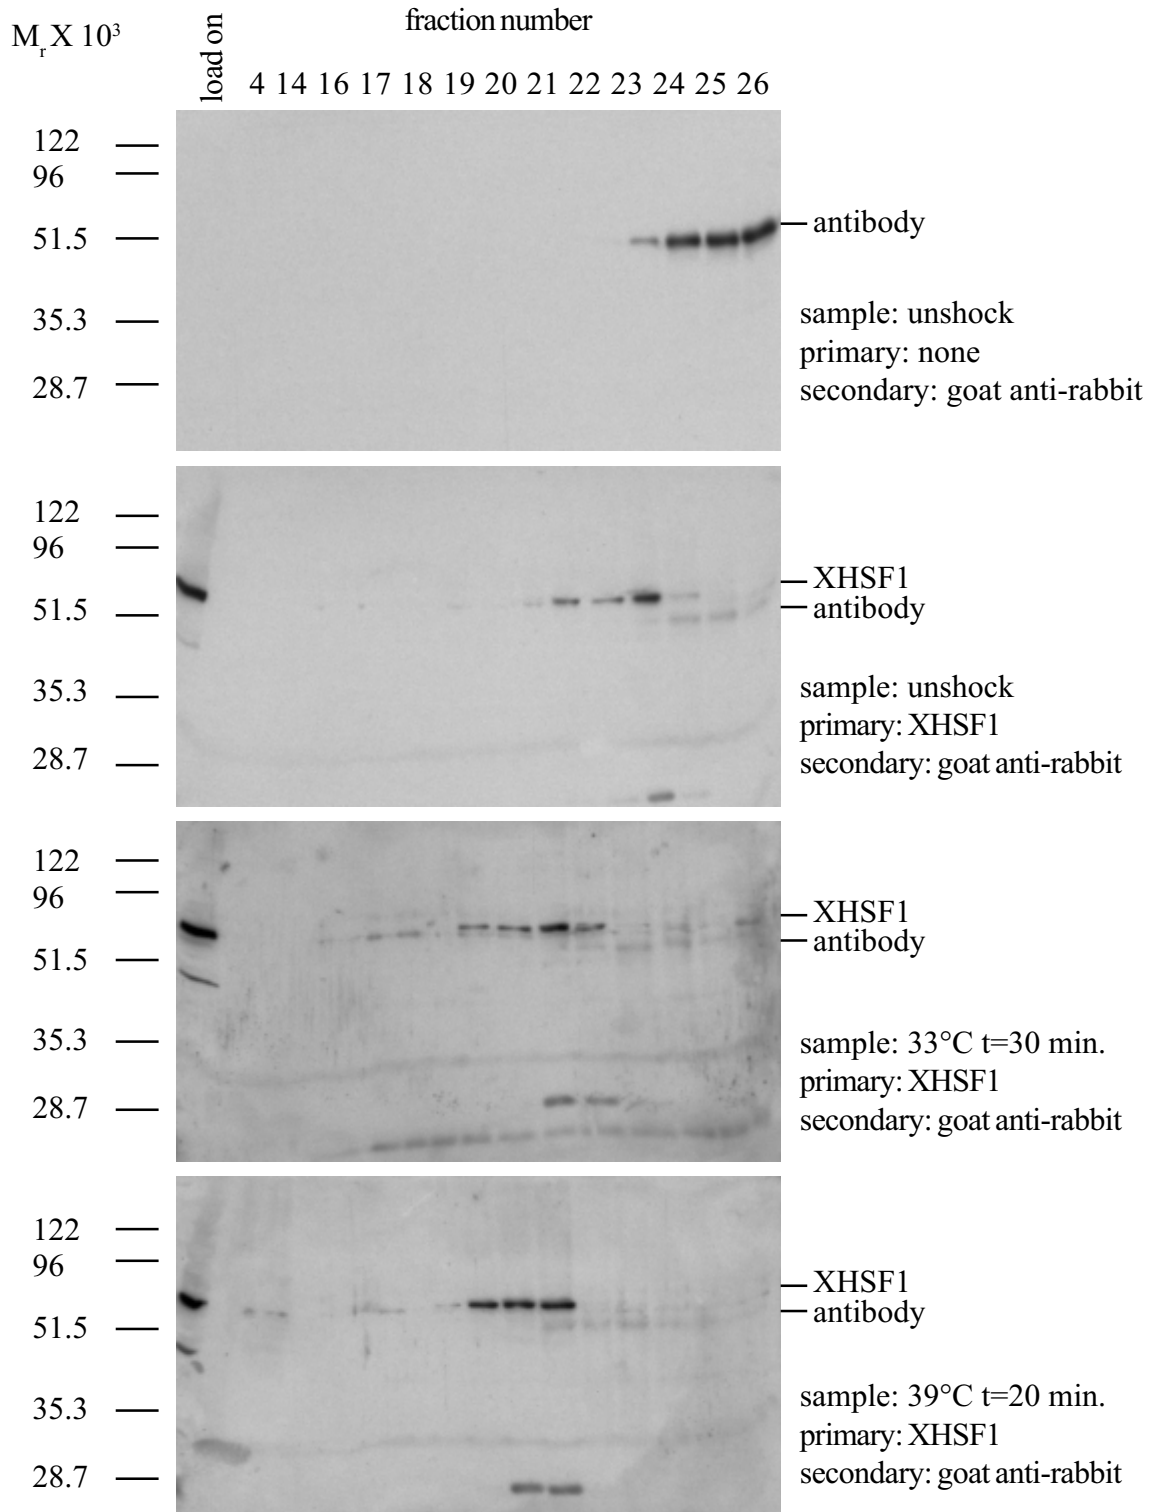 M r X 10³
load on
fraction number
4 14 16 17 18 19 20 21 22 23 24 25 26
122
96
51.5
35.3
28.7
antibody
sample: unshock
primary: none
secondary: goat anti-rabbit
122
96
51.5
35.3
28.7
XHSF1
antibody
sample: unshock
primary: XHSF1
secondary: goat anti-rabbit
122
96
51.5
35.3
28.7
XHSF1
antibody
sample: 33°C t=30 min.
primary: XHSF1
secondary: goat anti-rabbit
122
96
51.5
35.3
28.7
XHSF1
antibody
sample: 39°C t=20 min.
primary: XHSF1
secondary: goat anti-rabbit